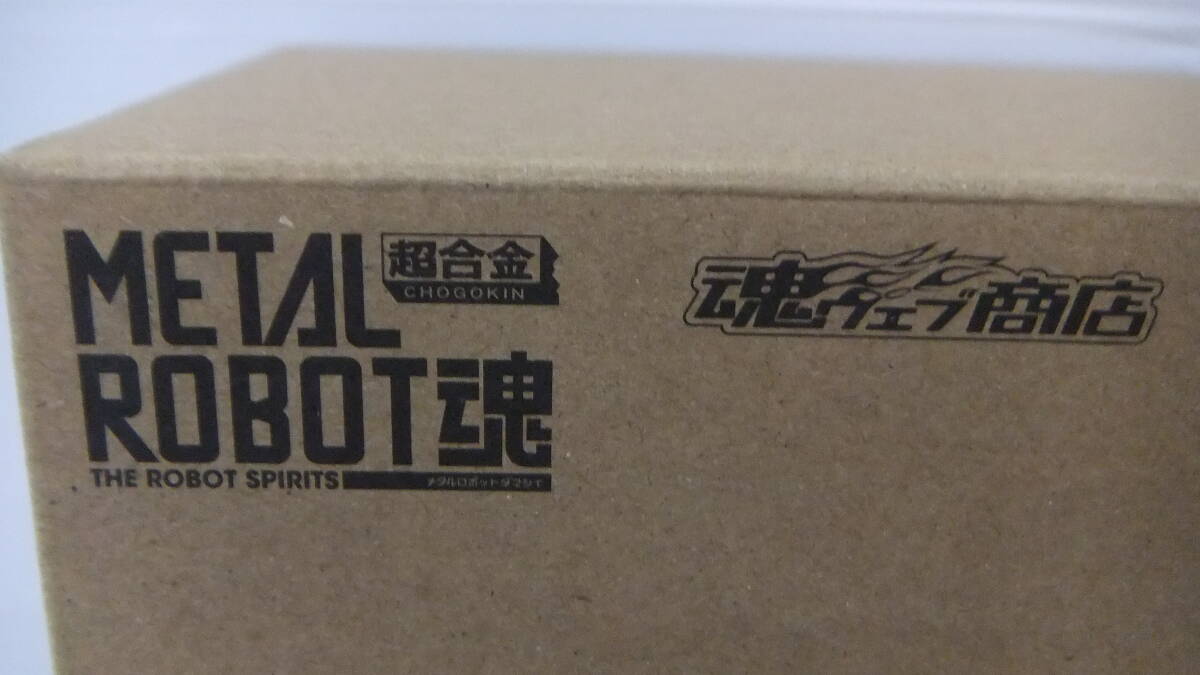 METAL
超合金
CHOGOKIN
ROBOT魂
THE ROBOT SPIRITS
メタルロボットダマシイ
魂ウェブ商店